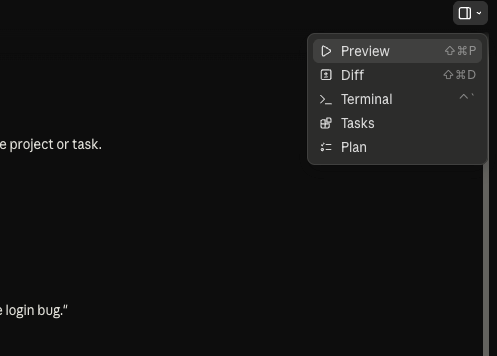 Preview ⇧⌘P
Diff ⇧⌘D
Terminal ^`
Tasks
Plan
e project or task.
e login bug."